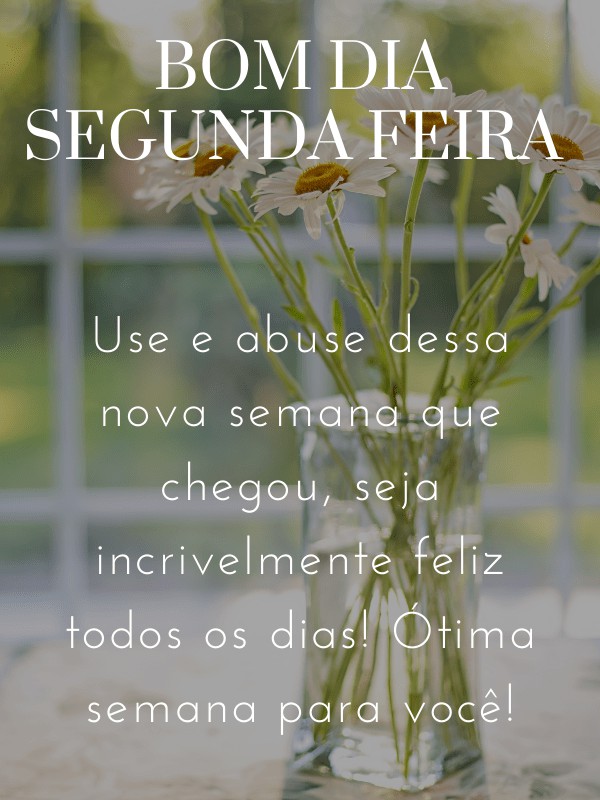 BOM DIA
SEGUNDA FEIRA
Use e abuse dessa
nova semana que
chegou, seja
incrivelmente feliz
todos os dias! Ótima
semana para você!